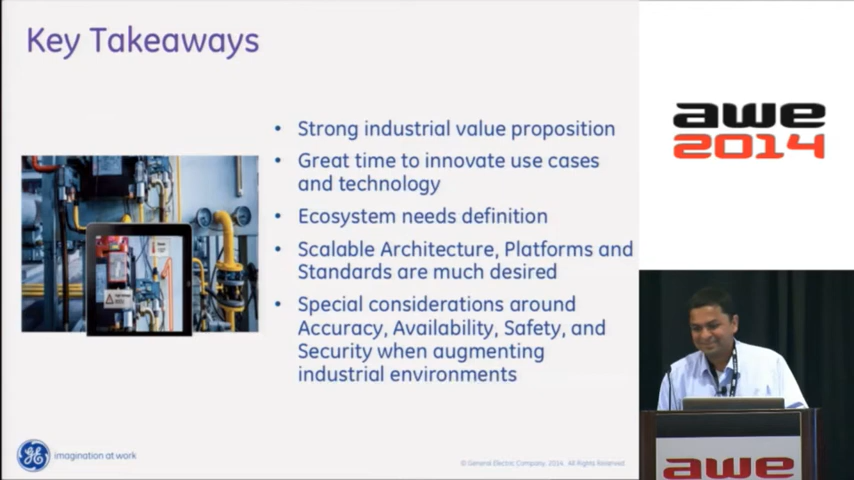 Key Takeaways
• Strong industrial value proposition
• Great time to innovate use cases
and technology
• Ecosystem needs definition
• Scalable Architecture, Platforms and
Standards are much desired
• Special considerations around
Accuracy, Availability, Safety, and
Security when augmenting
industrial environments
GE
imagination at work
© General Electric Company, 2014. All Rights Reserved.
awe
2014
awe